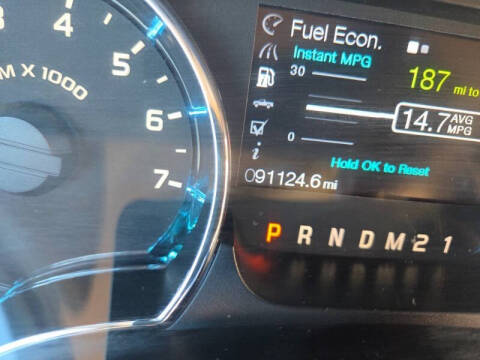 3
4
5
6
7
M X 1000
Fuel Econ.
Instant MPG
30
187 mi to
14.7 AVG
MPG
0
Hold OK to Reset
091124.6 mi
P R N D M 2 1